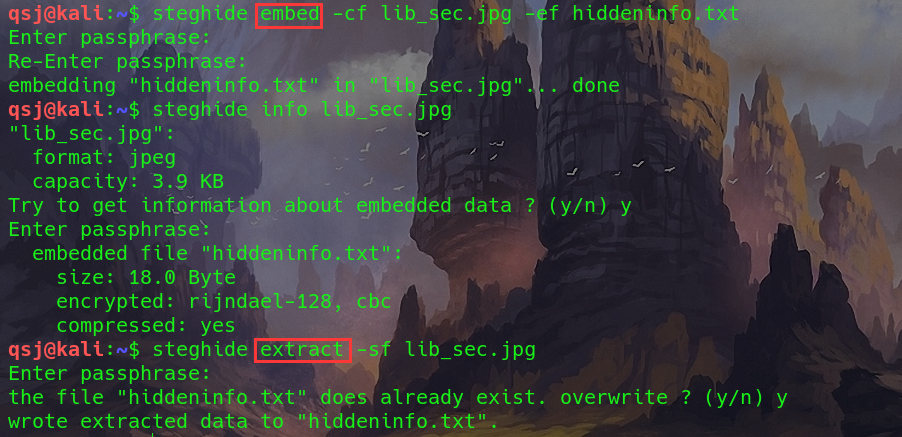 qsj@kali:~$ steghide embed -cf lib_sec.jpg -ef hiddeninfo.txt
Enter passphrase:
Re-Enter passphrase:
embedding "hiddeninfo.txt" in "lib_sec.jpg"... done
qsj@kali:~$ steghide info lib_sec.jpg
"lib_sec.jpg":
  format: jpeg
  capacity: 3.9 KB
Try to get information about embedded data ? (y/n) y
Enter passphrase:
  embedded file "hiddeninfo.txt":
    size: 18.0 Byte
    encrypted: rijndael-128, cbc
    compressed: yes
qsj@kali:~$ steghide extract -sf lib_sec.jpg
Enter passphrase:
the file "hiddeninfo.txt" does already exist. overwrite ? (y/n) y
wrote extracted data to "hiddeninfo.txt".